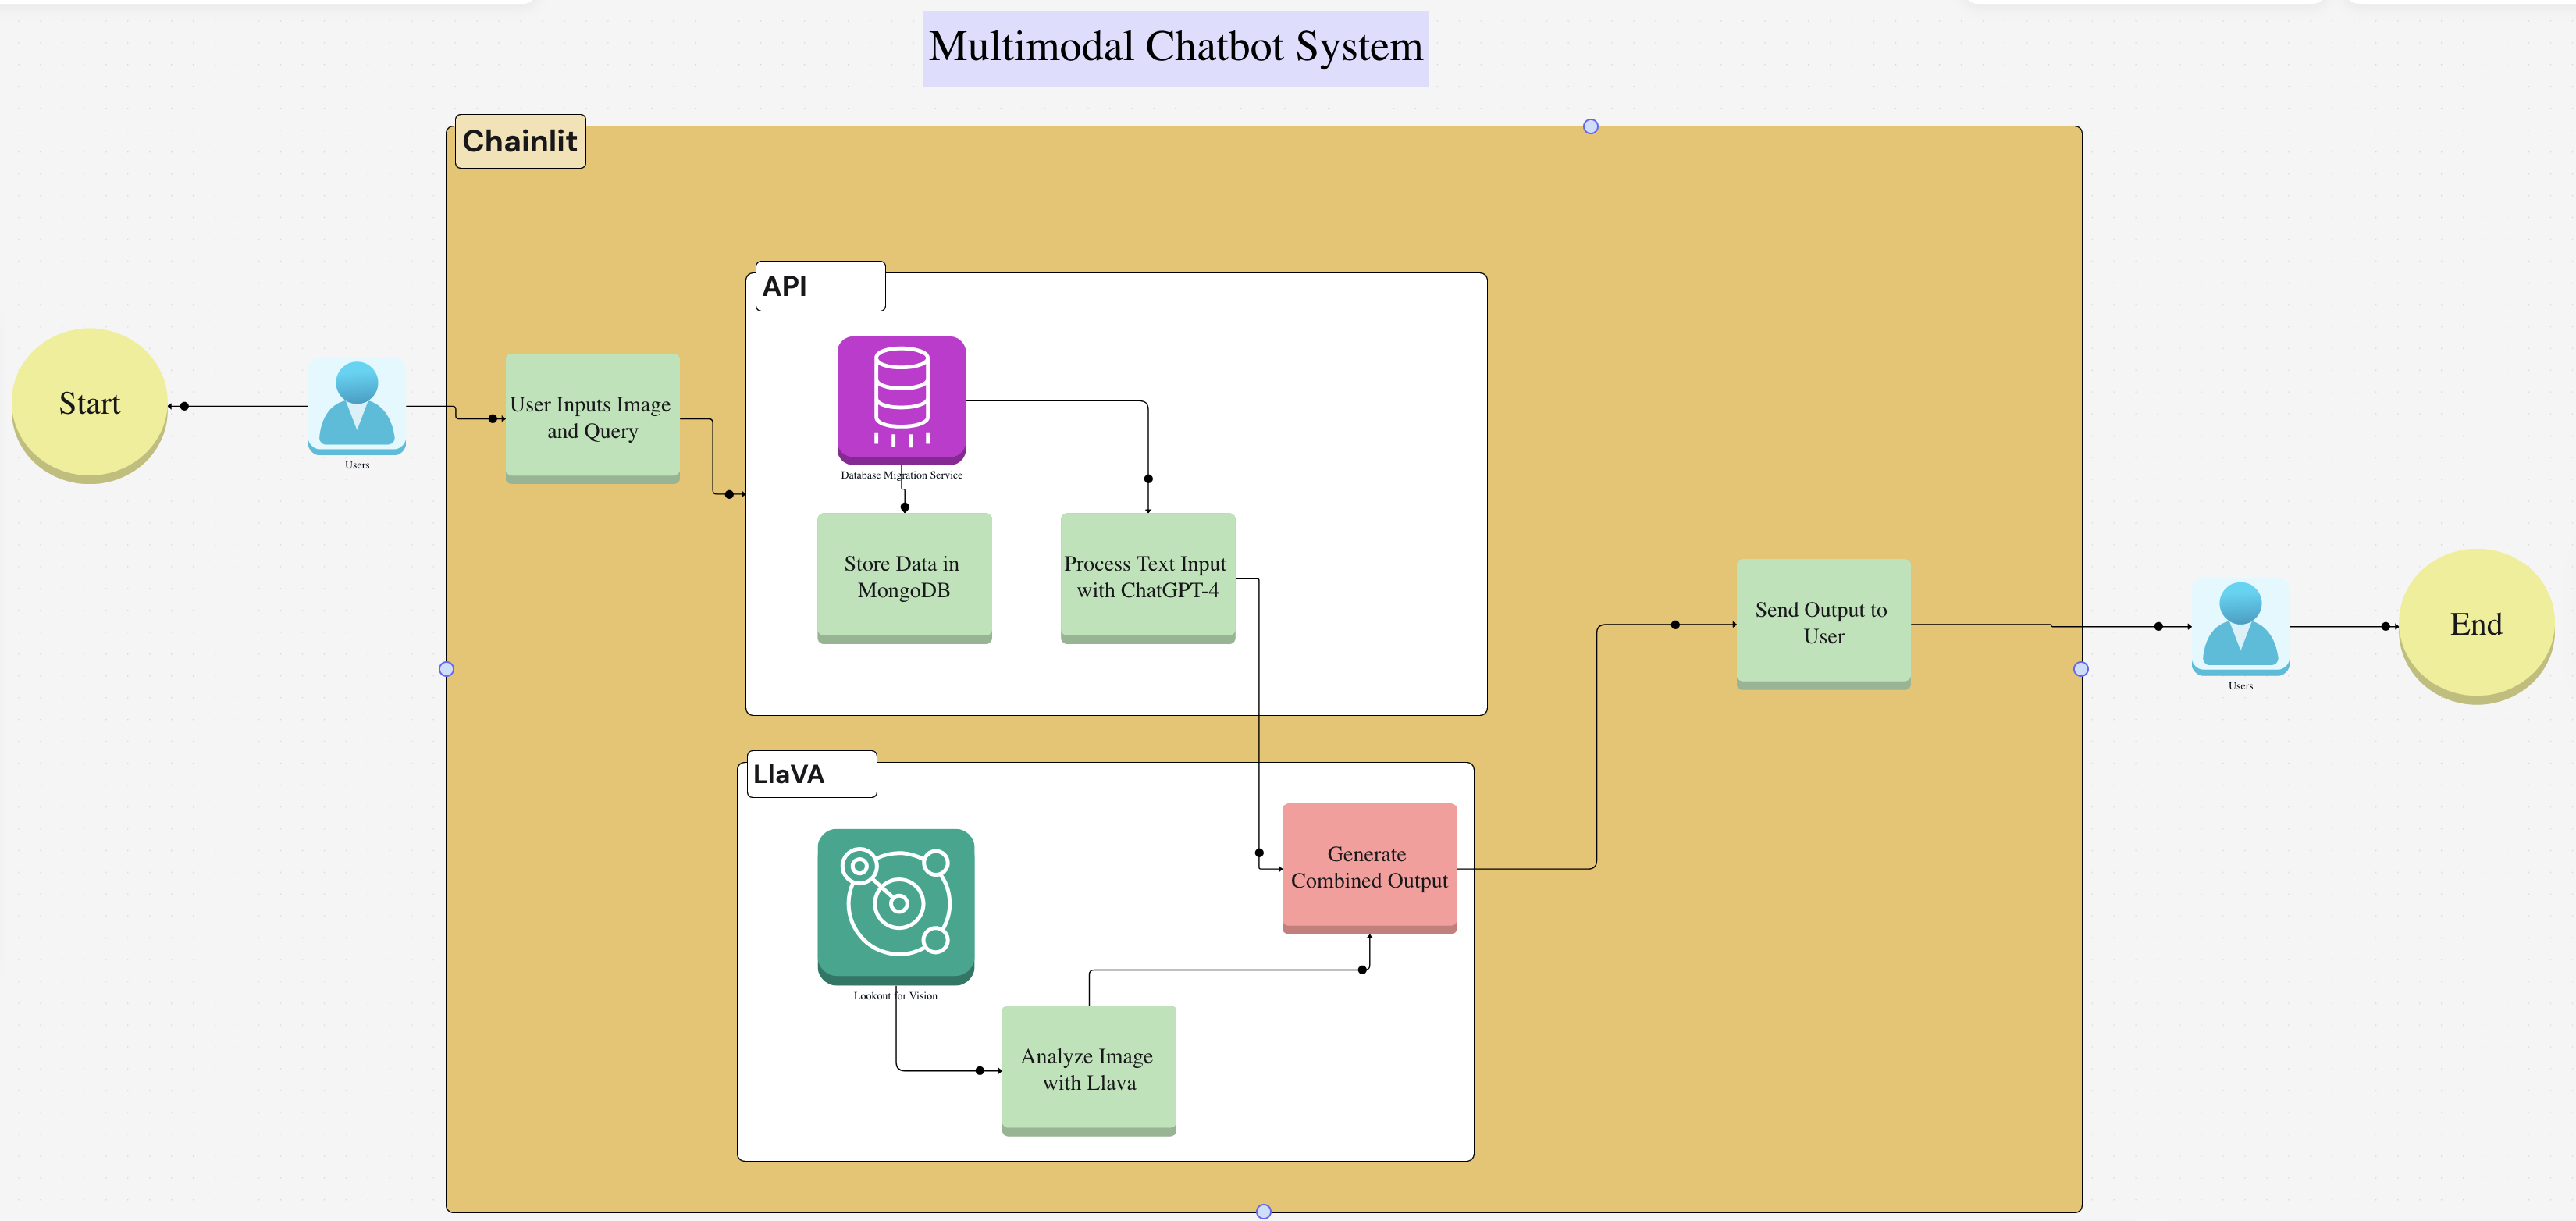 Multimodal Chatbot System
Chainlit
API
Start
Users
User Inputs Image
and Query
Database Migration Service
Store Data in
MongoDB
Process Text Input
with ChatGPT-4
Send Output to
User
Users
End
LlaVA
Generate
Combined Output
Lookout for Vision
Analyze Image
with Llava